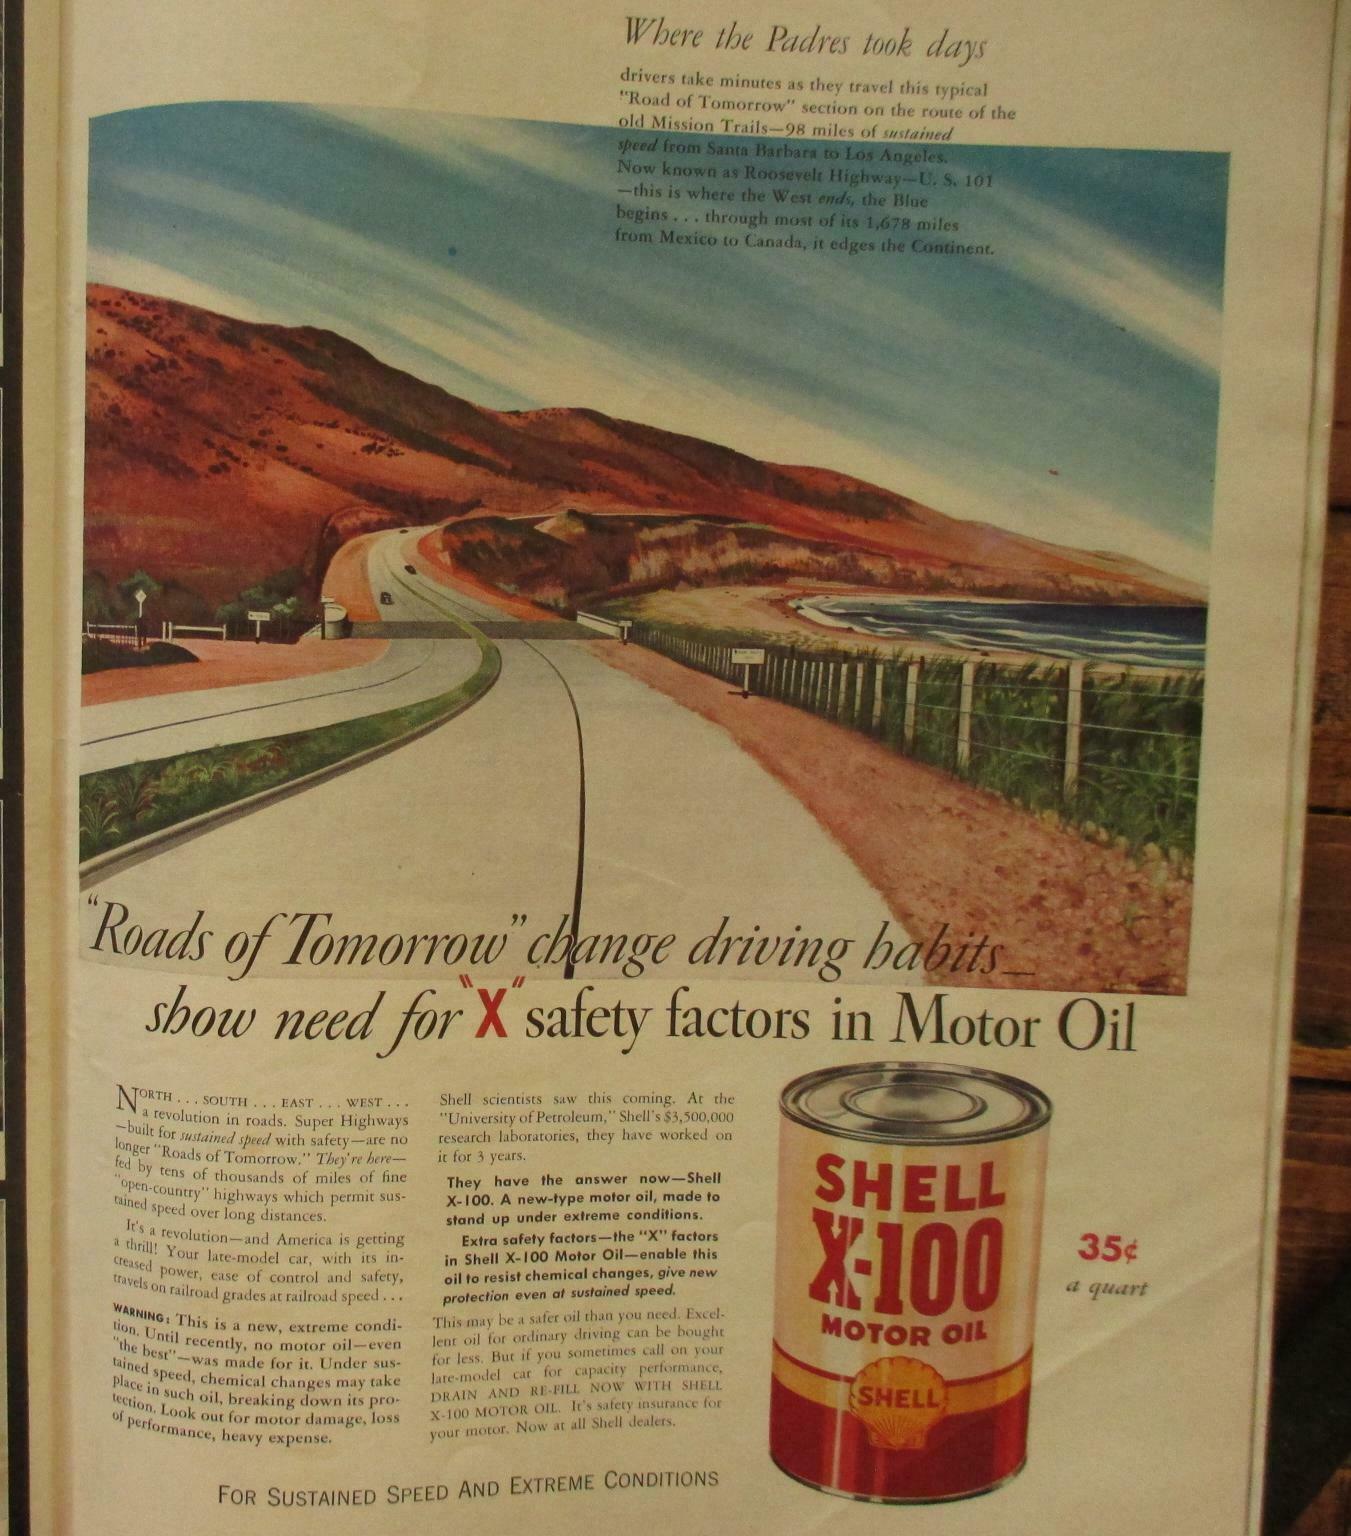 Where the Padres took days
drivers take minutes as they travel this typical
"Road of Tomorrow" section on the route of the
old Mission Trails—98 miles of sustained
speed from Santa Barbara to Los Angeles.
Now known as Roosevelt Highway—U. S. 101
—this is where the West ends, the Blue
begins . . . through most of its 1,678 miles
from Mexico to Canada, it edges the Continent.
"Roads of Tomorrow" change driving habits—
show need for "X" safety factors in Motor Oil
NORTH . . . SOUTH . . . EAST . . . WEST . . .
a revolution in roads. Super Highways
—built for sustained speed with safety—are no
longer "Roads of Tomorrow." They're here—
fed by tens of thousands of miles of fine
"open-country" highways which permit sus-
tained speed over long distances.
It's a revolution—and America is getting
a thrill! Your late-model car, with its in-
creased power, ease of control and safety,
travels on railroad grades at railroad speed . . .
WARNING: This is a new, extreme condi-
tion. Until recently, no motor oil—even
"the best"—was made for it. Under sus-
tained speed, chemical changes may take
place in such oil, breaking down its pro-
tection. Look out for motor damage, loss
of performance, heavy expense.
Shell scientists saw this coming. At the
"University of Petroleum," Shell's $3,500,000
research laboratories, they have worked on
it for 3 years.
They have the answer now—Shell
X-100. A new-type motor oil, made to
stand up under extreme conditions.
Extra safety factors—the "X" factors
in Shell X-100 Motor Oil—enable this
oil to resist chemical changes, give new
protection even at sustained speed.
This may be a safer oil than you need. Excel-
lent oil for ordinary driving can be bought
for less. But if you sometimes call on your
late-model car for capacity performance,
DRAIN AND RE-FILL NOW WITH SHELL
X-100 MOTOR OIL. It's safety insurance for
your motor. Now at all Shell dealers.
SHELL
X-100
MOTOR OIL
SHELL
35¢
a quart
FOR SUSTAINED SPEED AND EXTREME CONDITIONS